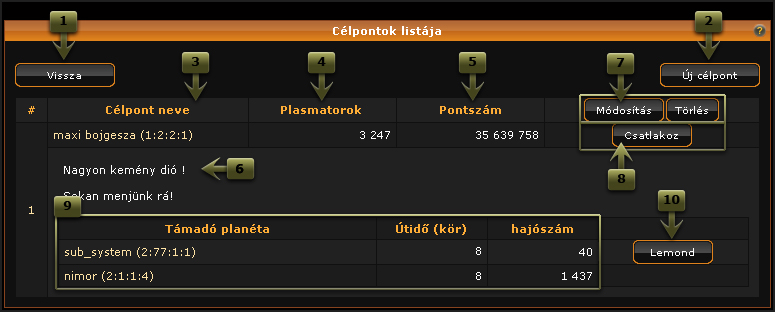 Célpontok listája
?
1
2
Vissza
3
4
5
7
Új célpont
#
Célpont neve
Plasmatorok
Pontszám
Módosítás
Törlés
maxi bojgesza (1:2:2:1)
3 247
35 639 758
Csatlakoz
8
Nagyon kemény dió !
6
Sokan menjünk rá!
1
9
10
Támadó planéta
Útidő (kör)
hajószám
sub_system (2:77:1:1)
8
40
Lemond
nimor (2:1:1:4)
8
1 437